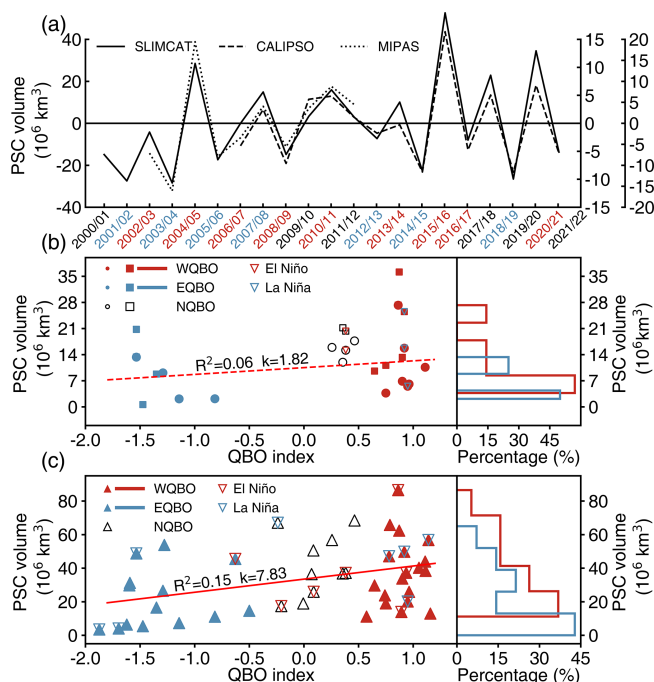 (a)
SLIMCAT CALIPSO MIPAS
PSC volume
(10⁶ km³)
40
20
0
-20
-40
15
10
5
0
-5
-10
-15
20
15
10
5
0
-5
-10
-15
-20
2000/01
2001/02
2002/03
2003/04
2004/05
2005/06
2006/07
2007/08
2008/09
2009/10
2010/11
2011/12
2012/13
2013/14
2014/15
2015/16
2016/17
2017/18
2018/19
2019/20
2020/21
2021/22
(b)
WQBO El Niño
EQBO La Niña
NQBO
R²=0.06 k=1.82
PSC volume
(10⁶ km³)
35
28
21
14
7
0
-2.0 -1.5 -1.0 -0.5 0.0 0.5 1.0
QBO index
0 15 30 45
Percentage (%)
35
28
21
14
7
0
PSC volume
(10⁶km³)
(c)
WQBO El Niño
EQBO La Niña
NQBO
R²=0.15 k=7.83
PSC volume
(10⁶ km³)
80
60
40
20
0
-2.0 -1.5 -1.0 -0.5 0.0 0.5 1.0
QBO index
0 15 30 45
Percentage (%)
80
60
40
20
0
PSC volume
(10⁶ km³)